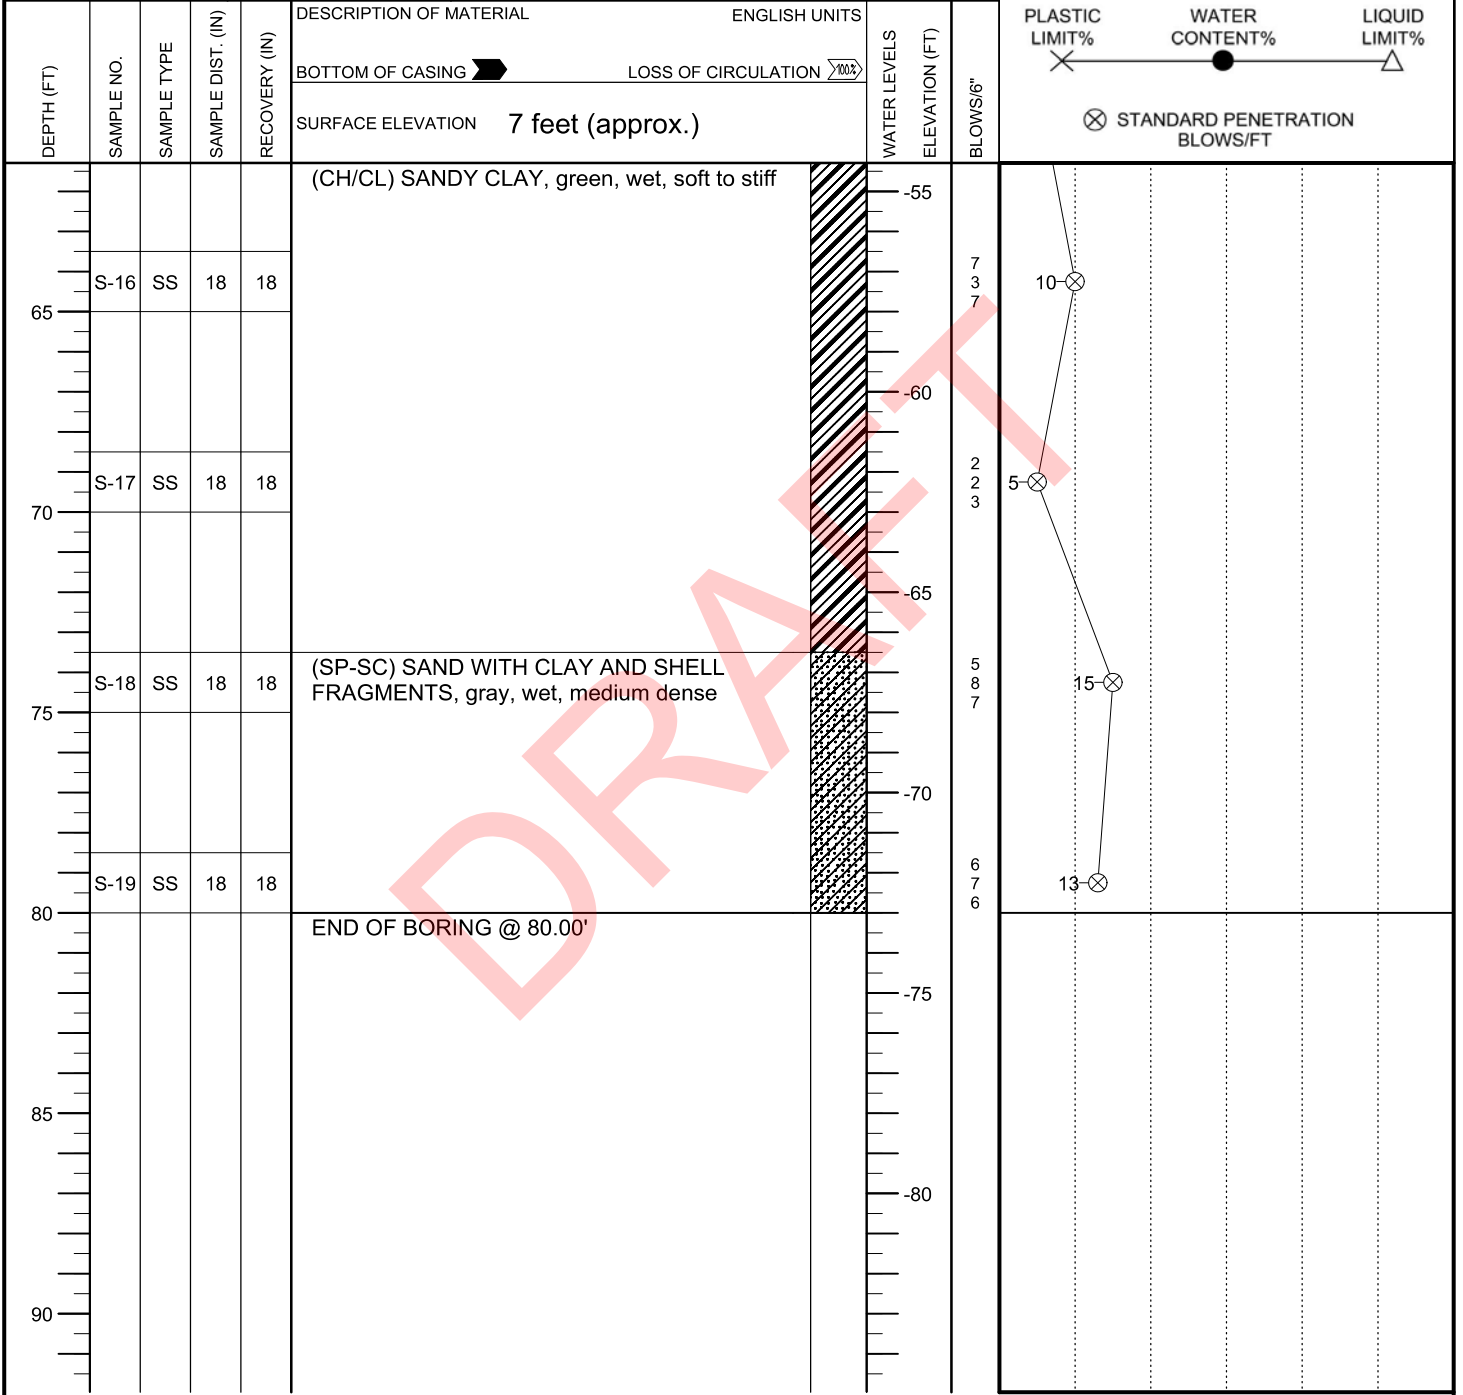 DEPTH (FT)
SAMPLE NO.
SAMPLE TYPE
SAMPLE DIST. (IN)
RECOVERY (IN)
DESCRIPTION OF MATERIAL ENGLISH UNITS
BOTTOM OF CASING LOSS OF CIRCULATION 100%
SURFACE ELEVATION 7 feet (approx.)
WATER LEVELS
ELEVATION (FT)
BLOWS/6"
PLASTIC WATER LIQUID
LIMIT% CONTENT% LIMIT%
STANDARD PENETRATION
BLOWS/FT
(CH/CL) SANDY CLAY, green, wet, soft to stiff
-55
7
S-16 SS 18 18 3 10
7
65
-60
2
S-17 SS 18 18 2 5
3
70
-65
(SP-SC) SAND WITH CLAY AND SHELL 5
S-18 SS 18 18 8 15
FRAGMENTS, gray, wet, medium dense 7
75
-70
6
S-19 SS 18 18 7 13
6
80
END OF BORING @ 80.00'
-75
85
-80
90
DRAFT